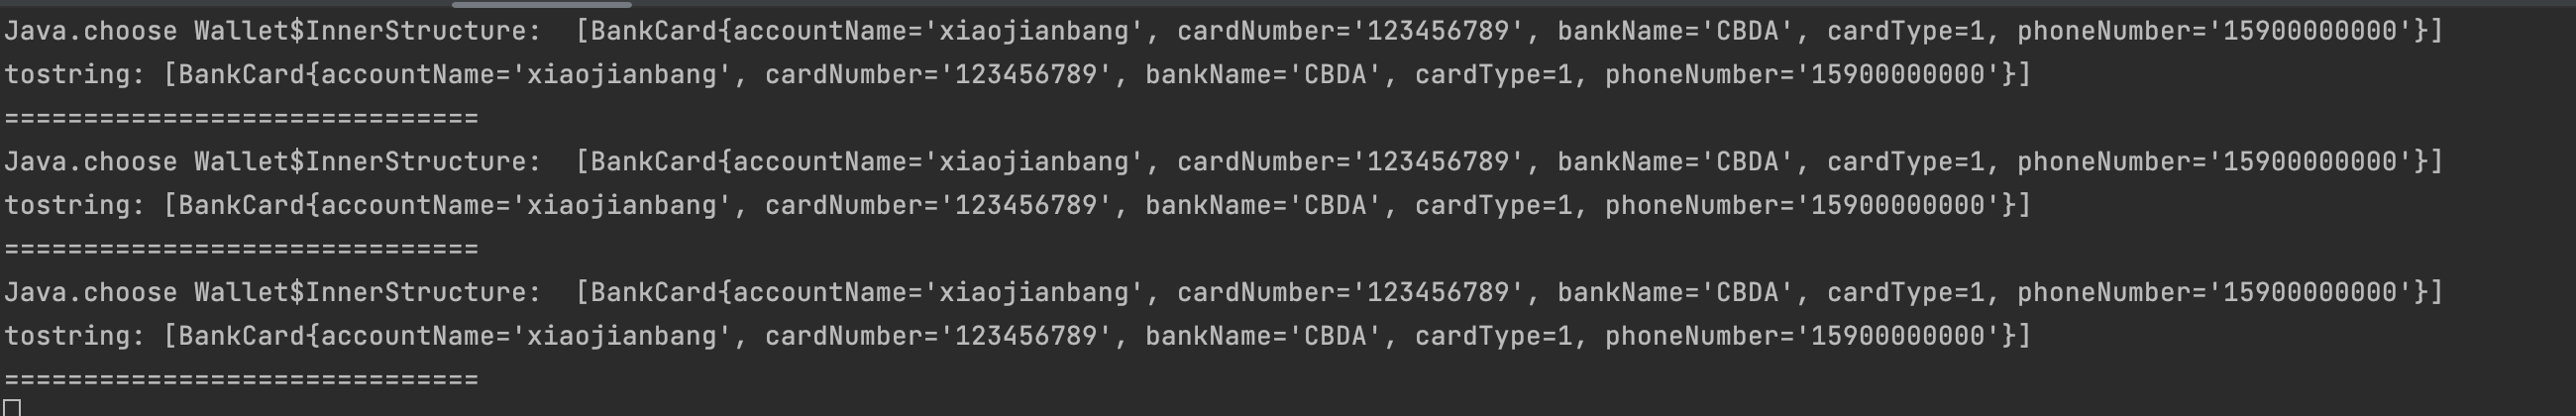 Java.choose Wallet$InnerStructure:  [BankCard{accountName='xiaojianbang', cardNumber='123456789', bankName='CBDA', cardType=1, phoneNumber='15900000000'}]
tostring: [BankCard{accountName='xiaojianbang', cardNumber='123456789', bankName='CBDA', cardType=1, phoneNumber='15900000000'}]
==============================
Java.choose Wallet$InnerStructure:  [BankCard{accountName='xiaojianbang', cardNumber='123456789', bankName='CBDA', cardType=1, phoneNumber='15900000000'}]
tostring: [BankCard{accountName='xiaojianbang', cardNumber='123456789', bankName='CBDA', cardType=1, phoneNumber='15900000000'}]
==============================
Java.choose Wallet$InnerStructure:  [BankCard{accountName='xiaojianbang', cardNumber='123456789', bankName='CBDA', cardType=1, phoneNumber='15900000000'}]
tostring: [BankCard{accountName='xiaojianbang', cardNumber='123456789', bankName='CBDA', cardType=1, phoneNumber='15900000000'}]
==============================